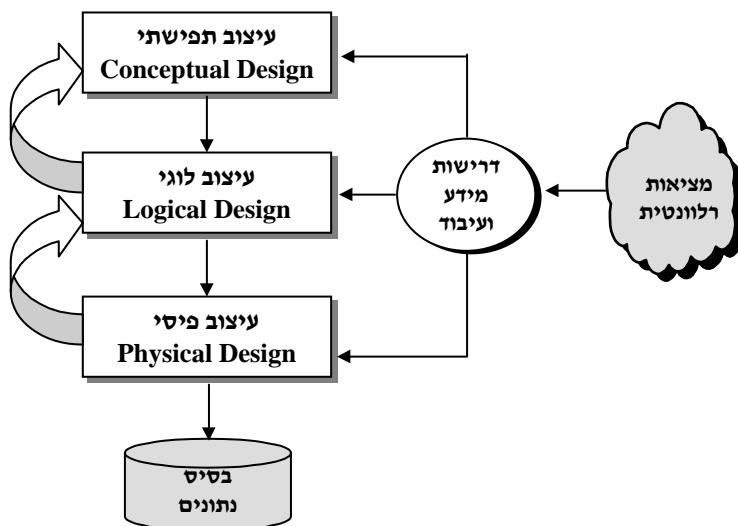 עיצוב תפישתי
Conceptual Design
עיצוב לוגי
Logical Design
עיצוב פיסי
Physical Design
בסיס
נתונים
דרישות
מידע
ועיבוד
מציאות
רלוונטית